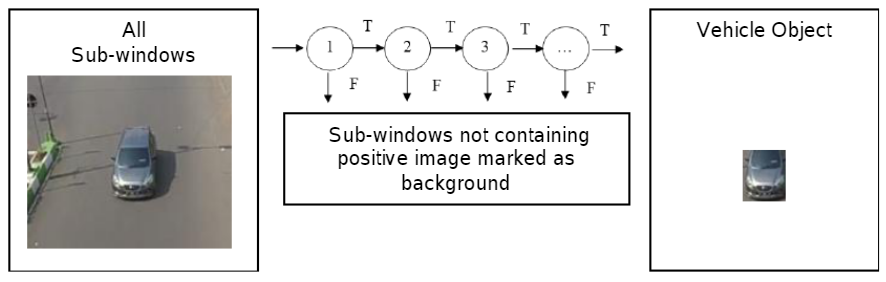 All
Sub-windows
T T T T
1 2 3 ...
F F F F
Sub-windows not containing
positive image marked as
background
Vehicle Object